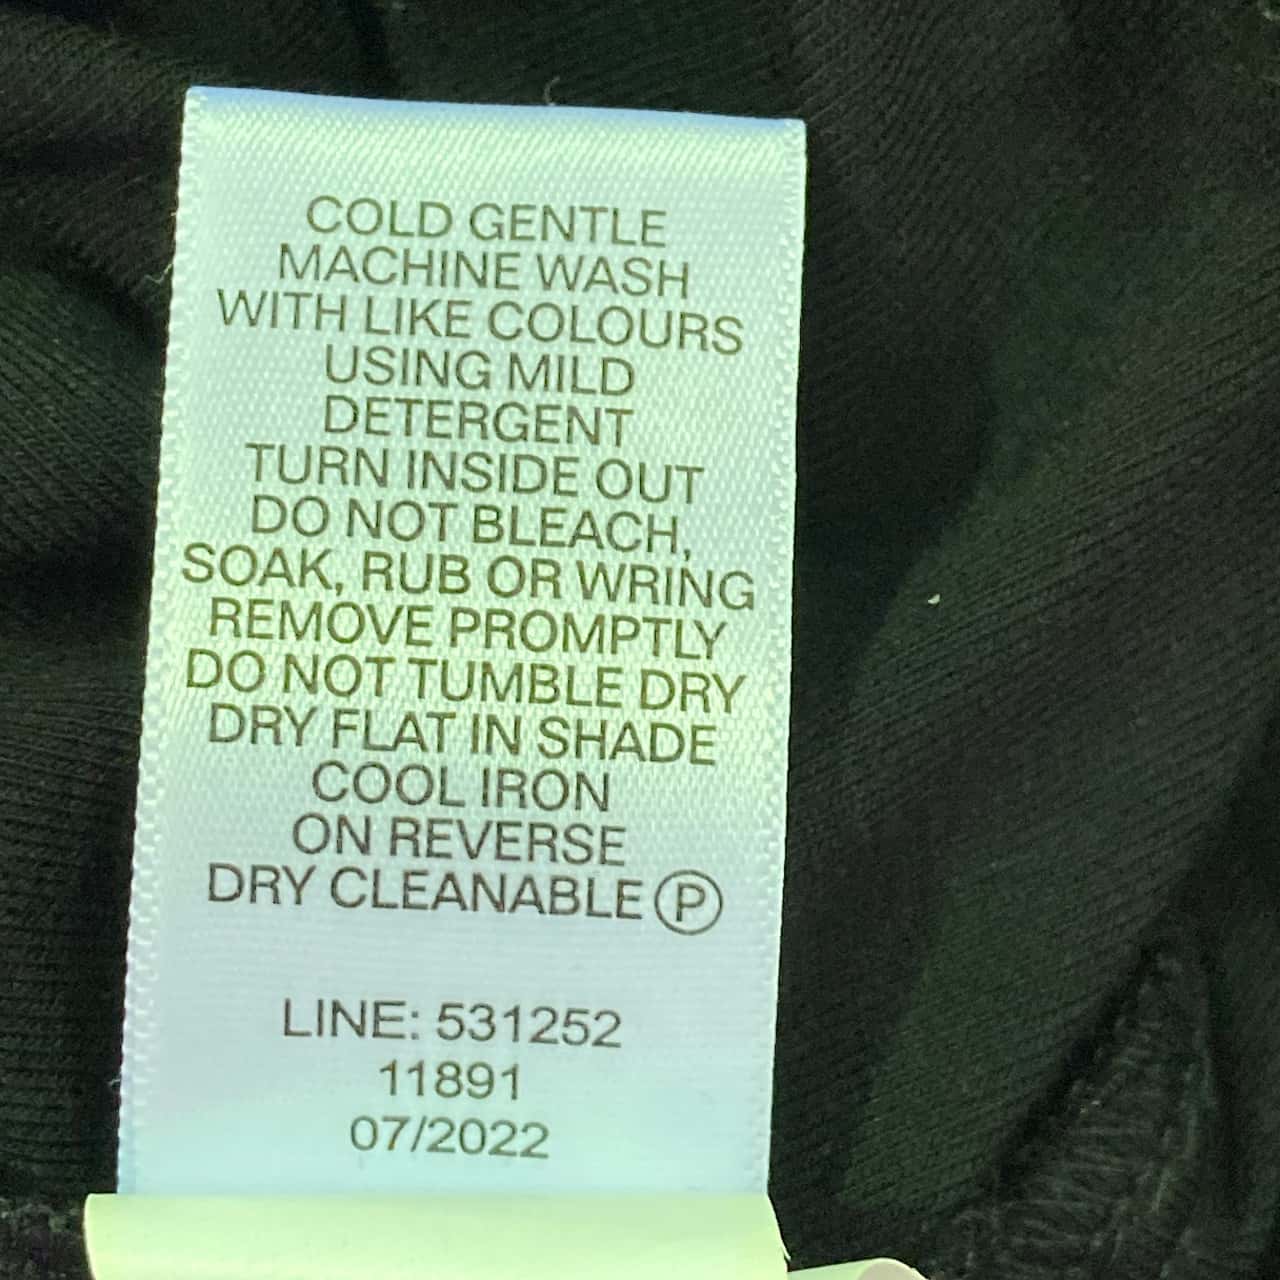 COLD GENTLE
MACHINE WASH
WITH LIKE COLOURS
USING MILD
DETERGENT
TURN INSIDE OUT
DO NOT BLEACH,
SOAK, RUB OR WRING
REMOVE PROMPTLY
DO NOT TUMBLE DRY
DRY FLAT IN SHADE
COOL IRON
ON REVERSE
DRY CLEANABLE Ⓟ
LINE: 531252
11891
07/2022